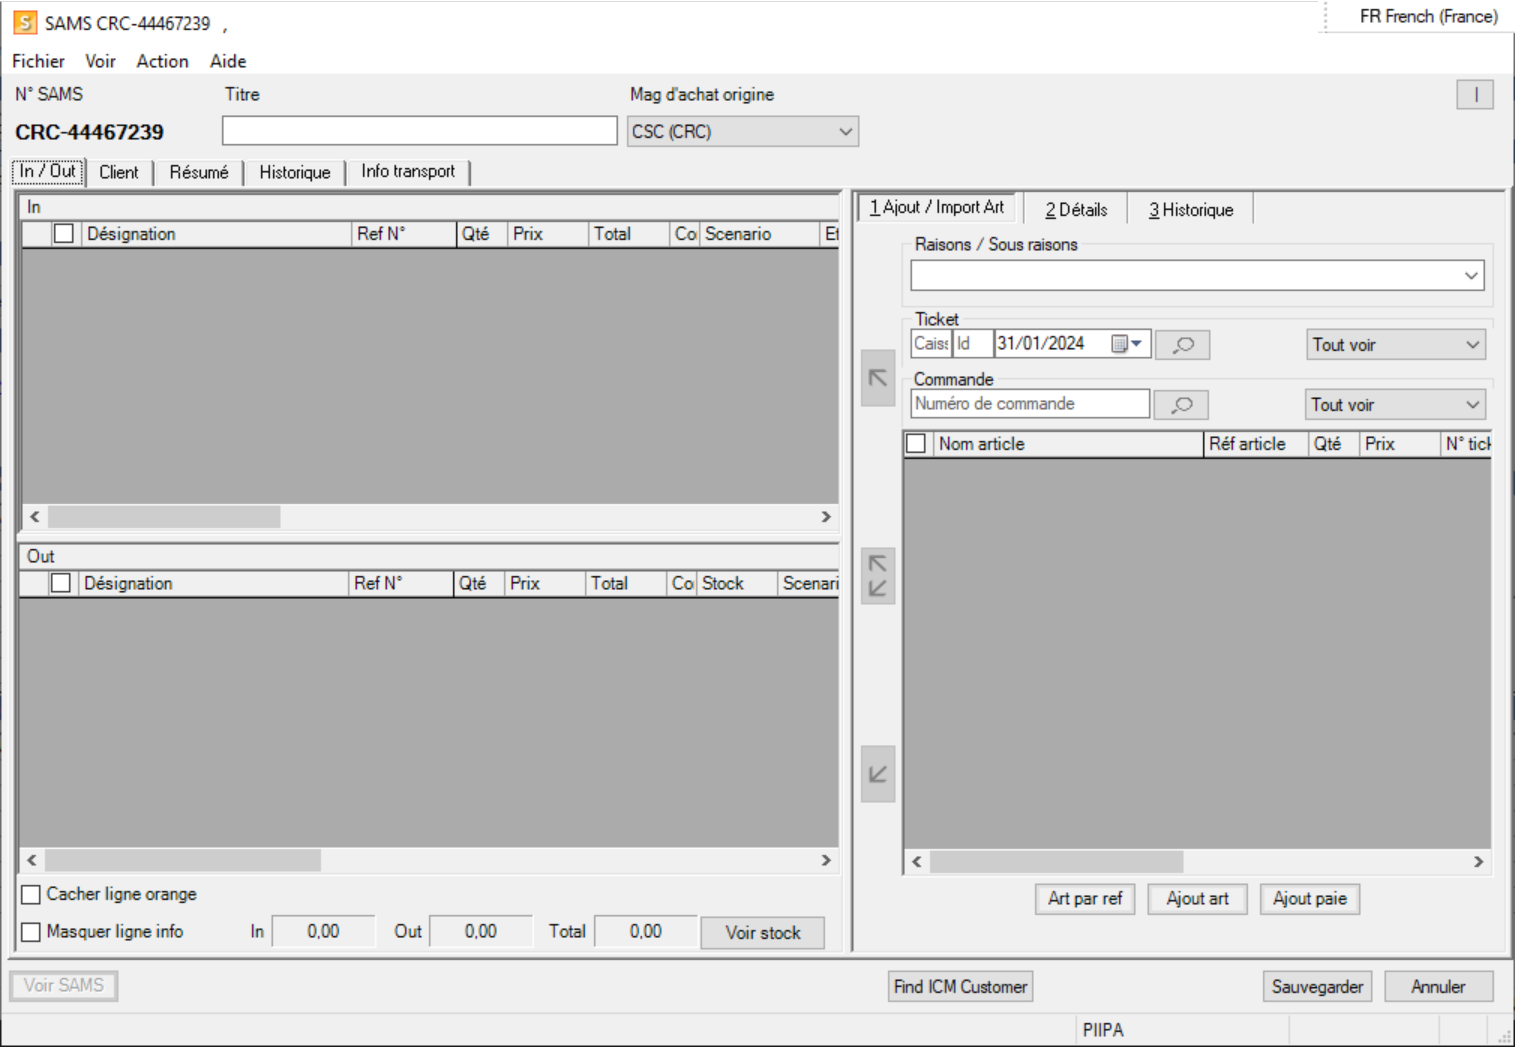 SAMS CRC-44467239 ,
FR French (France)
Fichier Voir Action Aide
N° SAMS Titre Mag d'achat origine
CRC-44467239 CSC (CRC)
In / Out Client Résumé Historique Info transport
In
Désignation Ref N° Qté Prix Total Co Scenario Et
Out
Désignation Ref N° Qté Prix Total Co Stock Scenari
Cacher ligne orange
Masquer ligne info In 0,00 Out 0,00 Total 0,00 Voir stock
1 Ajout / Import Art 2 Détails 3 Historique
Raisons / Sous raisons
Ticket
Caiss Id 31/01/2024 Tout voir
Commande
Numéro de commande Tout voir
Nom article Réf article Qté Prix N° tick
Art par ref Ajout art Ajout paie
Voir SAMS Find ICM Customer Sauvegarder Annuler
PIIPA